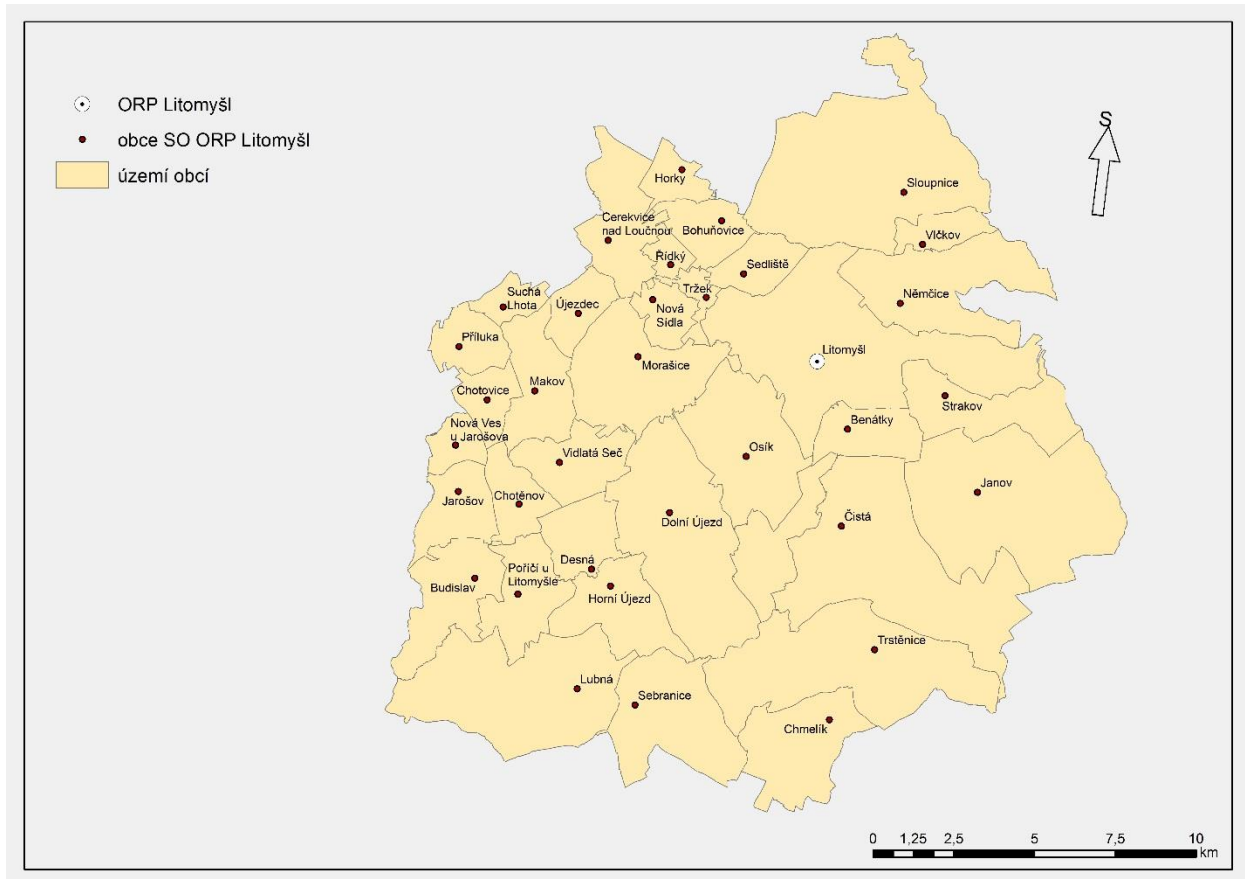 ORP Litomyšl
obce SO ORP Litomyšl
území obcí
S
Horky
Sloupnice
Cerekvice
nad Loučnou
Bohuňovice
Vlčkov
Řídký
Sedliště
Suchá
Lhota
Újezdec
Tržek
Nová
Sídla
Němčice
Příluka
Morašice
Litomyšl
Chotovice
Makov
Strakov
Nová Ves
u Jarošova
Benátky
Vidlatá Seč
Osík
Jarošov
Chotěnov
Janov
Dolní Újezd
Čistá
Desná
Poříčí u
Litomyšle
Budislav
Horní Újezd
Trstěnice
Lubná
Sebranice
Chmelík
0 1,25 2,5 5 7,5 10
km